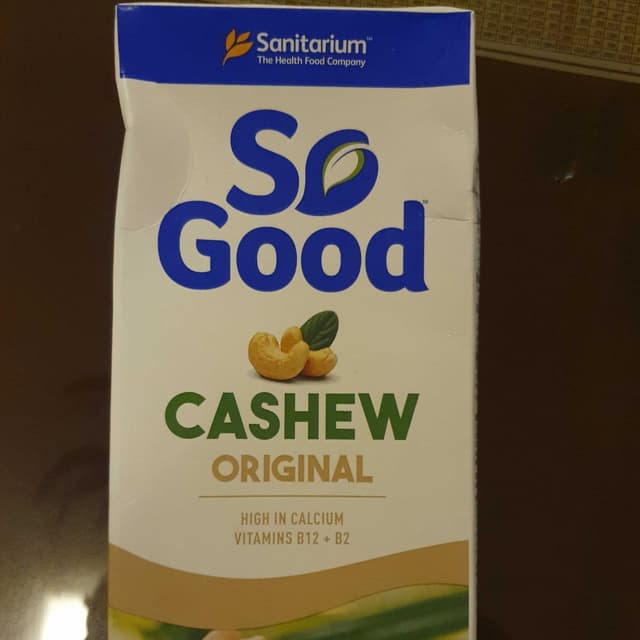 Sanitarium™
The Health Food Company
So
Good™
CASHEW
ORIGINAL
HIGH IN CALCIUM
VITAMINS B12 + B2